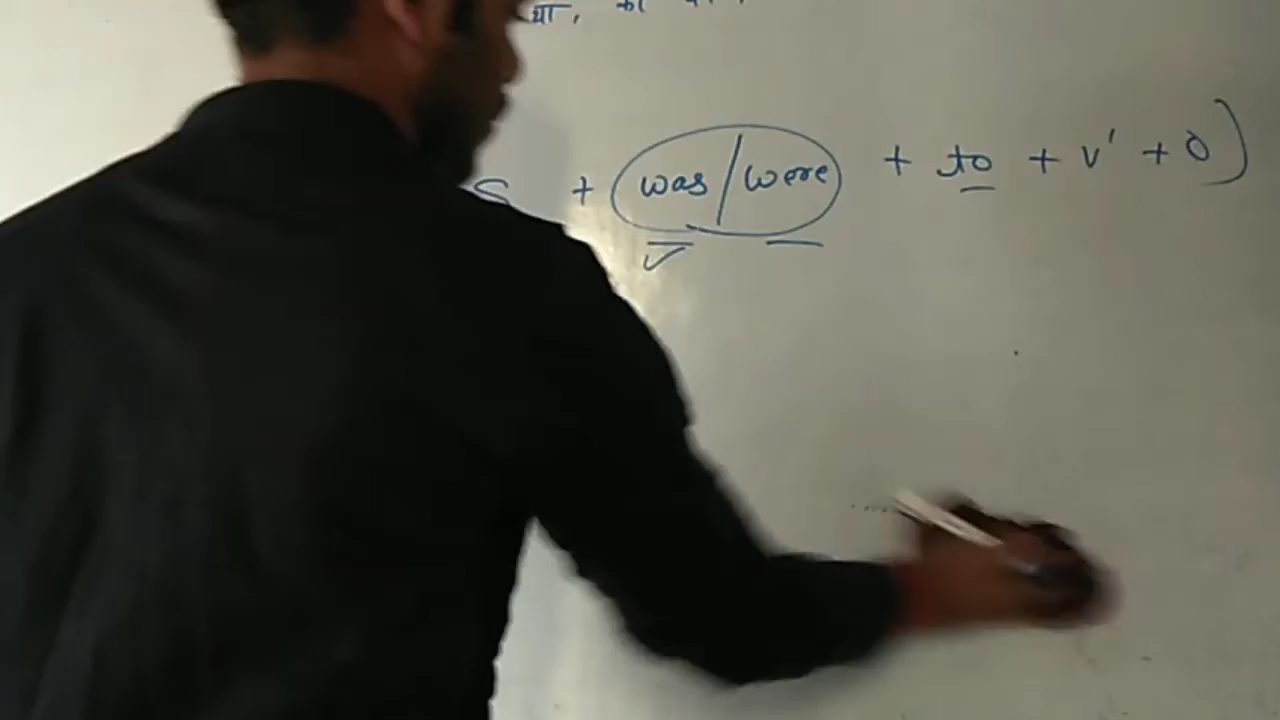 था, का
S + was/were + to + v' + O)